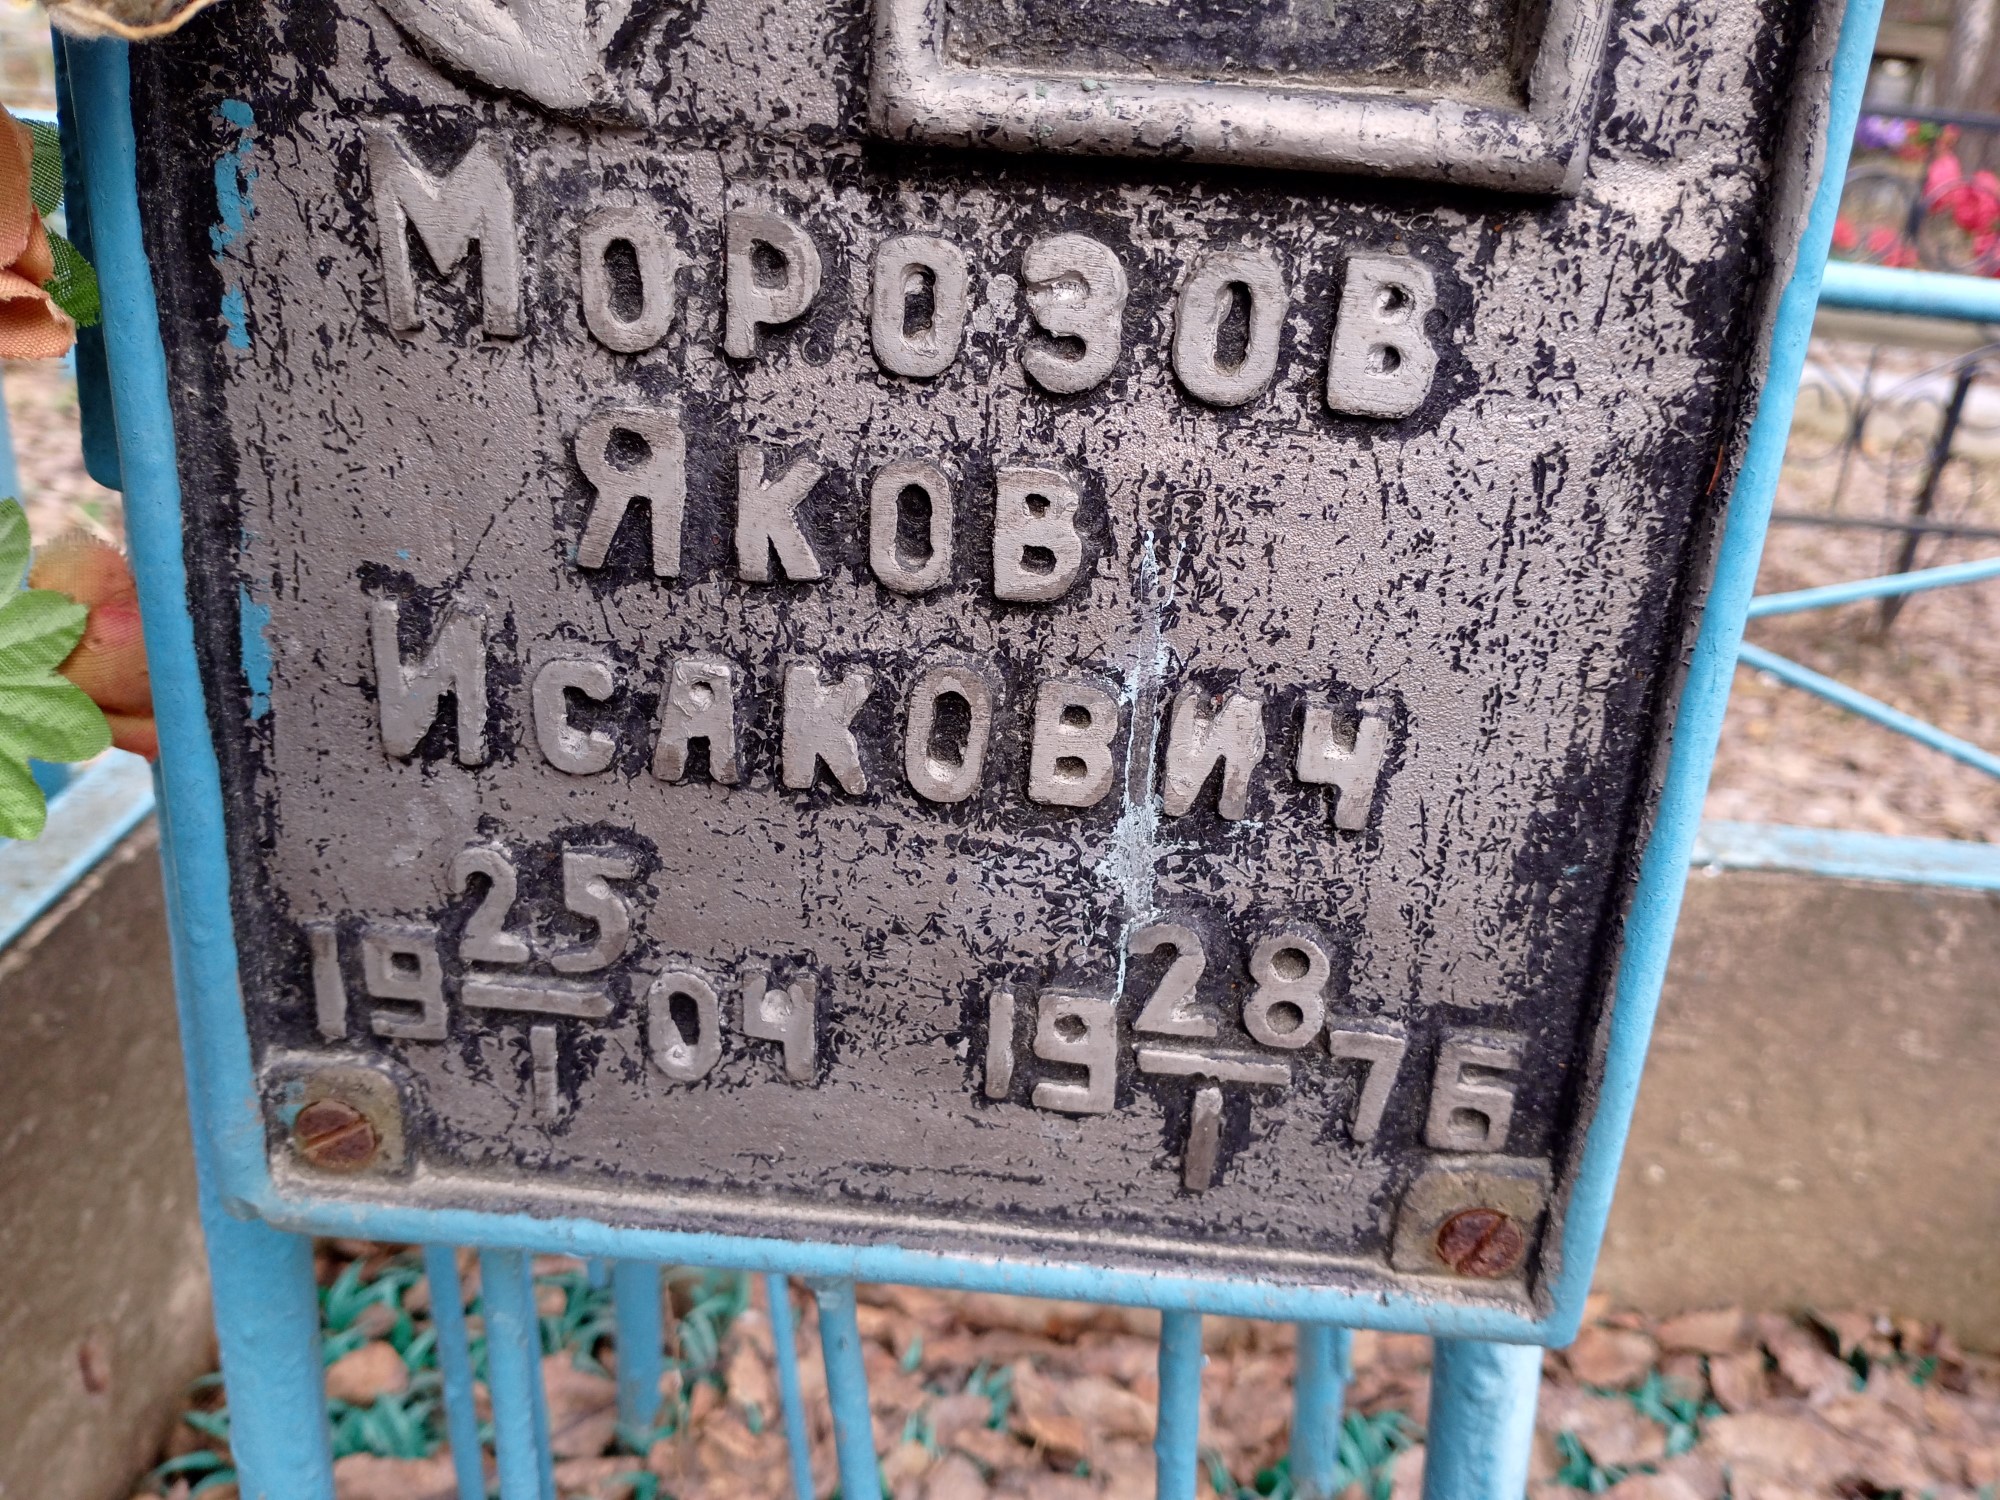 Морозов
Яков
Исакович
19 25/I 04 19 28/I 76